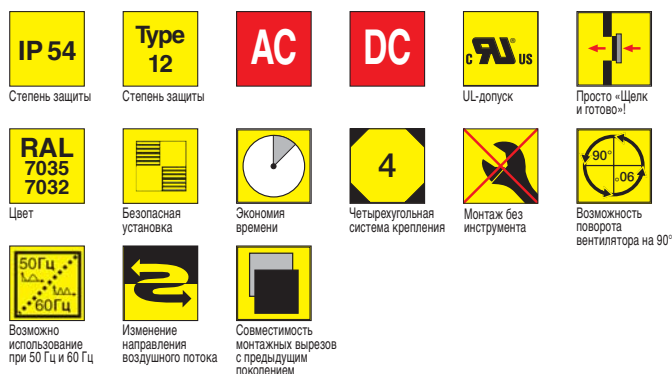 IP 54
Степень защиты
Type
12
Степень защиты
AC
DC
c RU US
UL-допуск
Просто «Щелк
и готово»!
RAL
7035
7032
Цвет
Безопасная
установка
Экономия
времени
4
Четырехугольная
система крепления
Монтаж без
инструмента
90°
90°
Возможность
поворота
вентилятора на 90°
50Гц
60Гц
Возможно
использование
при 50 Гц и 60 Гц
Изменение
направления
воздушного потока
Совместимость
монтажных вырезов
с предыдущим
поколением